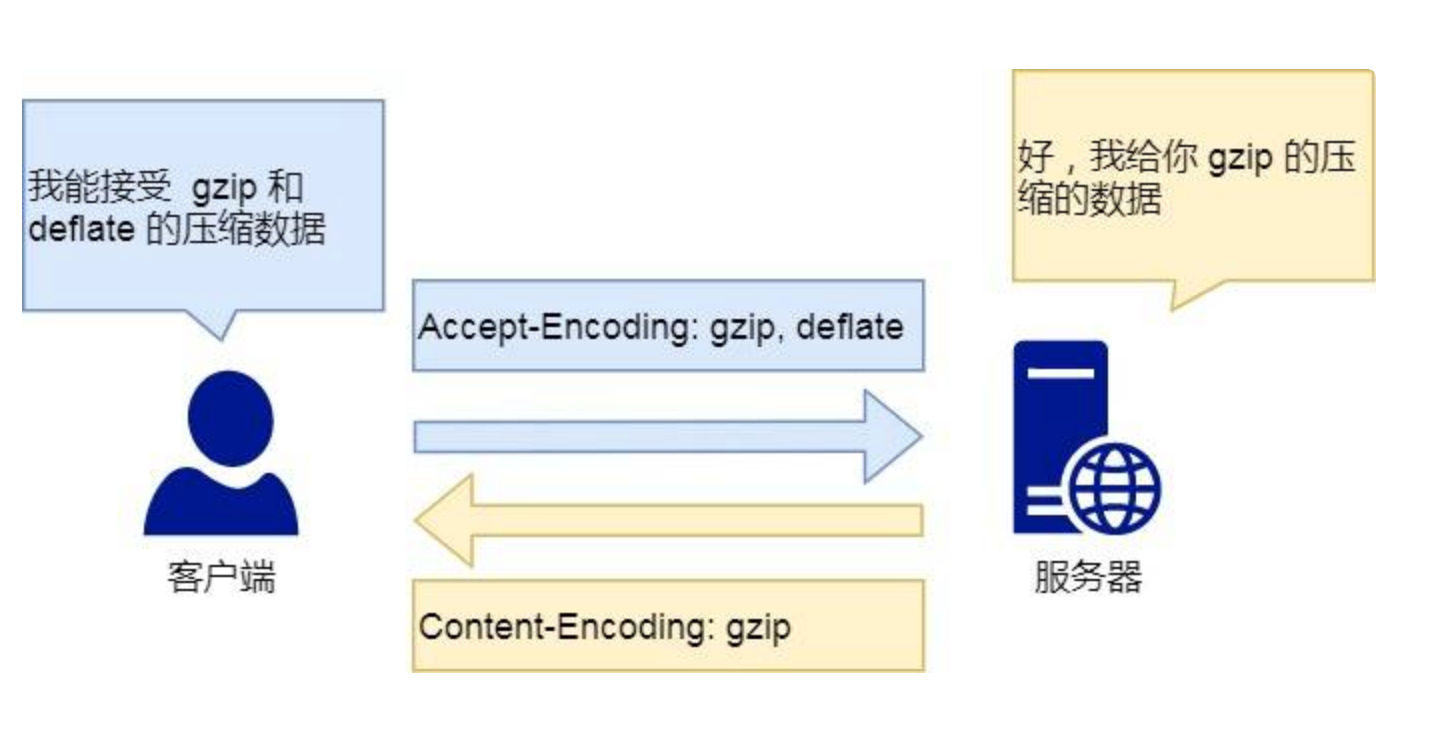 我能接受 gzip 和
deflate 的压缩数据
好，我给你 gzip 的压
缩的数据
Accept-Encoding: gzip, deflate
客户端
服务器
Content-Encoding: gzip